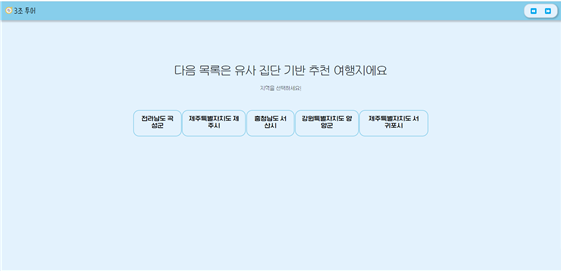 3조 투어
다음 목록은 유사 집단 기반 추천 여행지에요
지역을 선택하세요!
전라남도 곡성군
제주특별자치도 제주시
충청남도 서산시
강원특별자치도 양양군
제주특별자치도 서귀포시